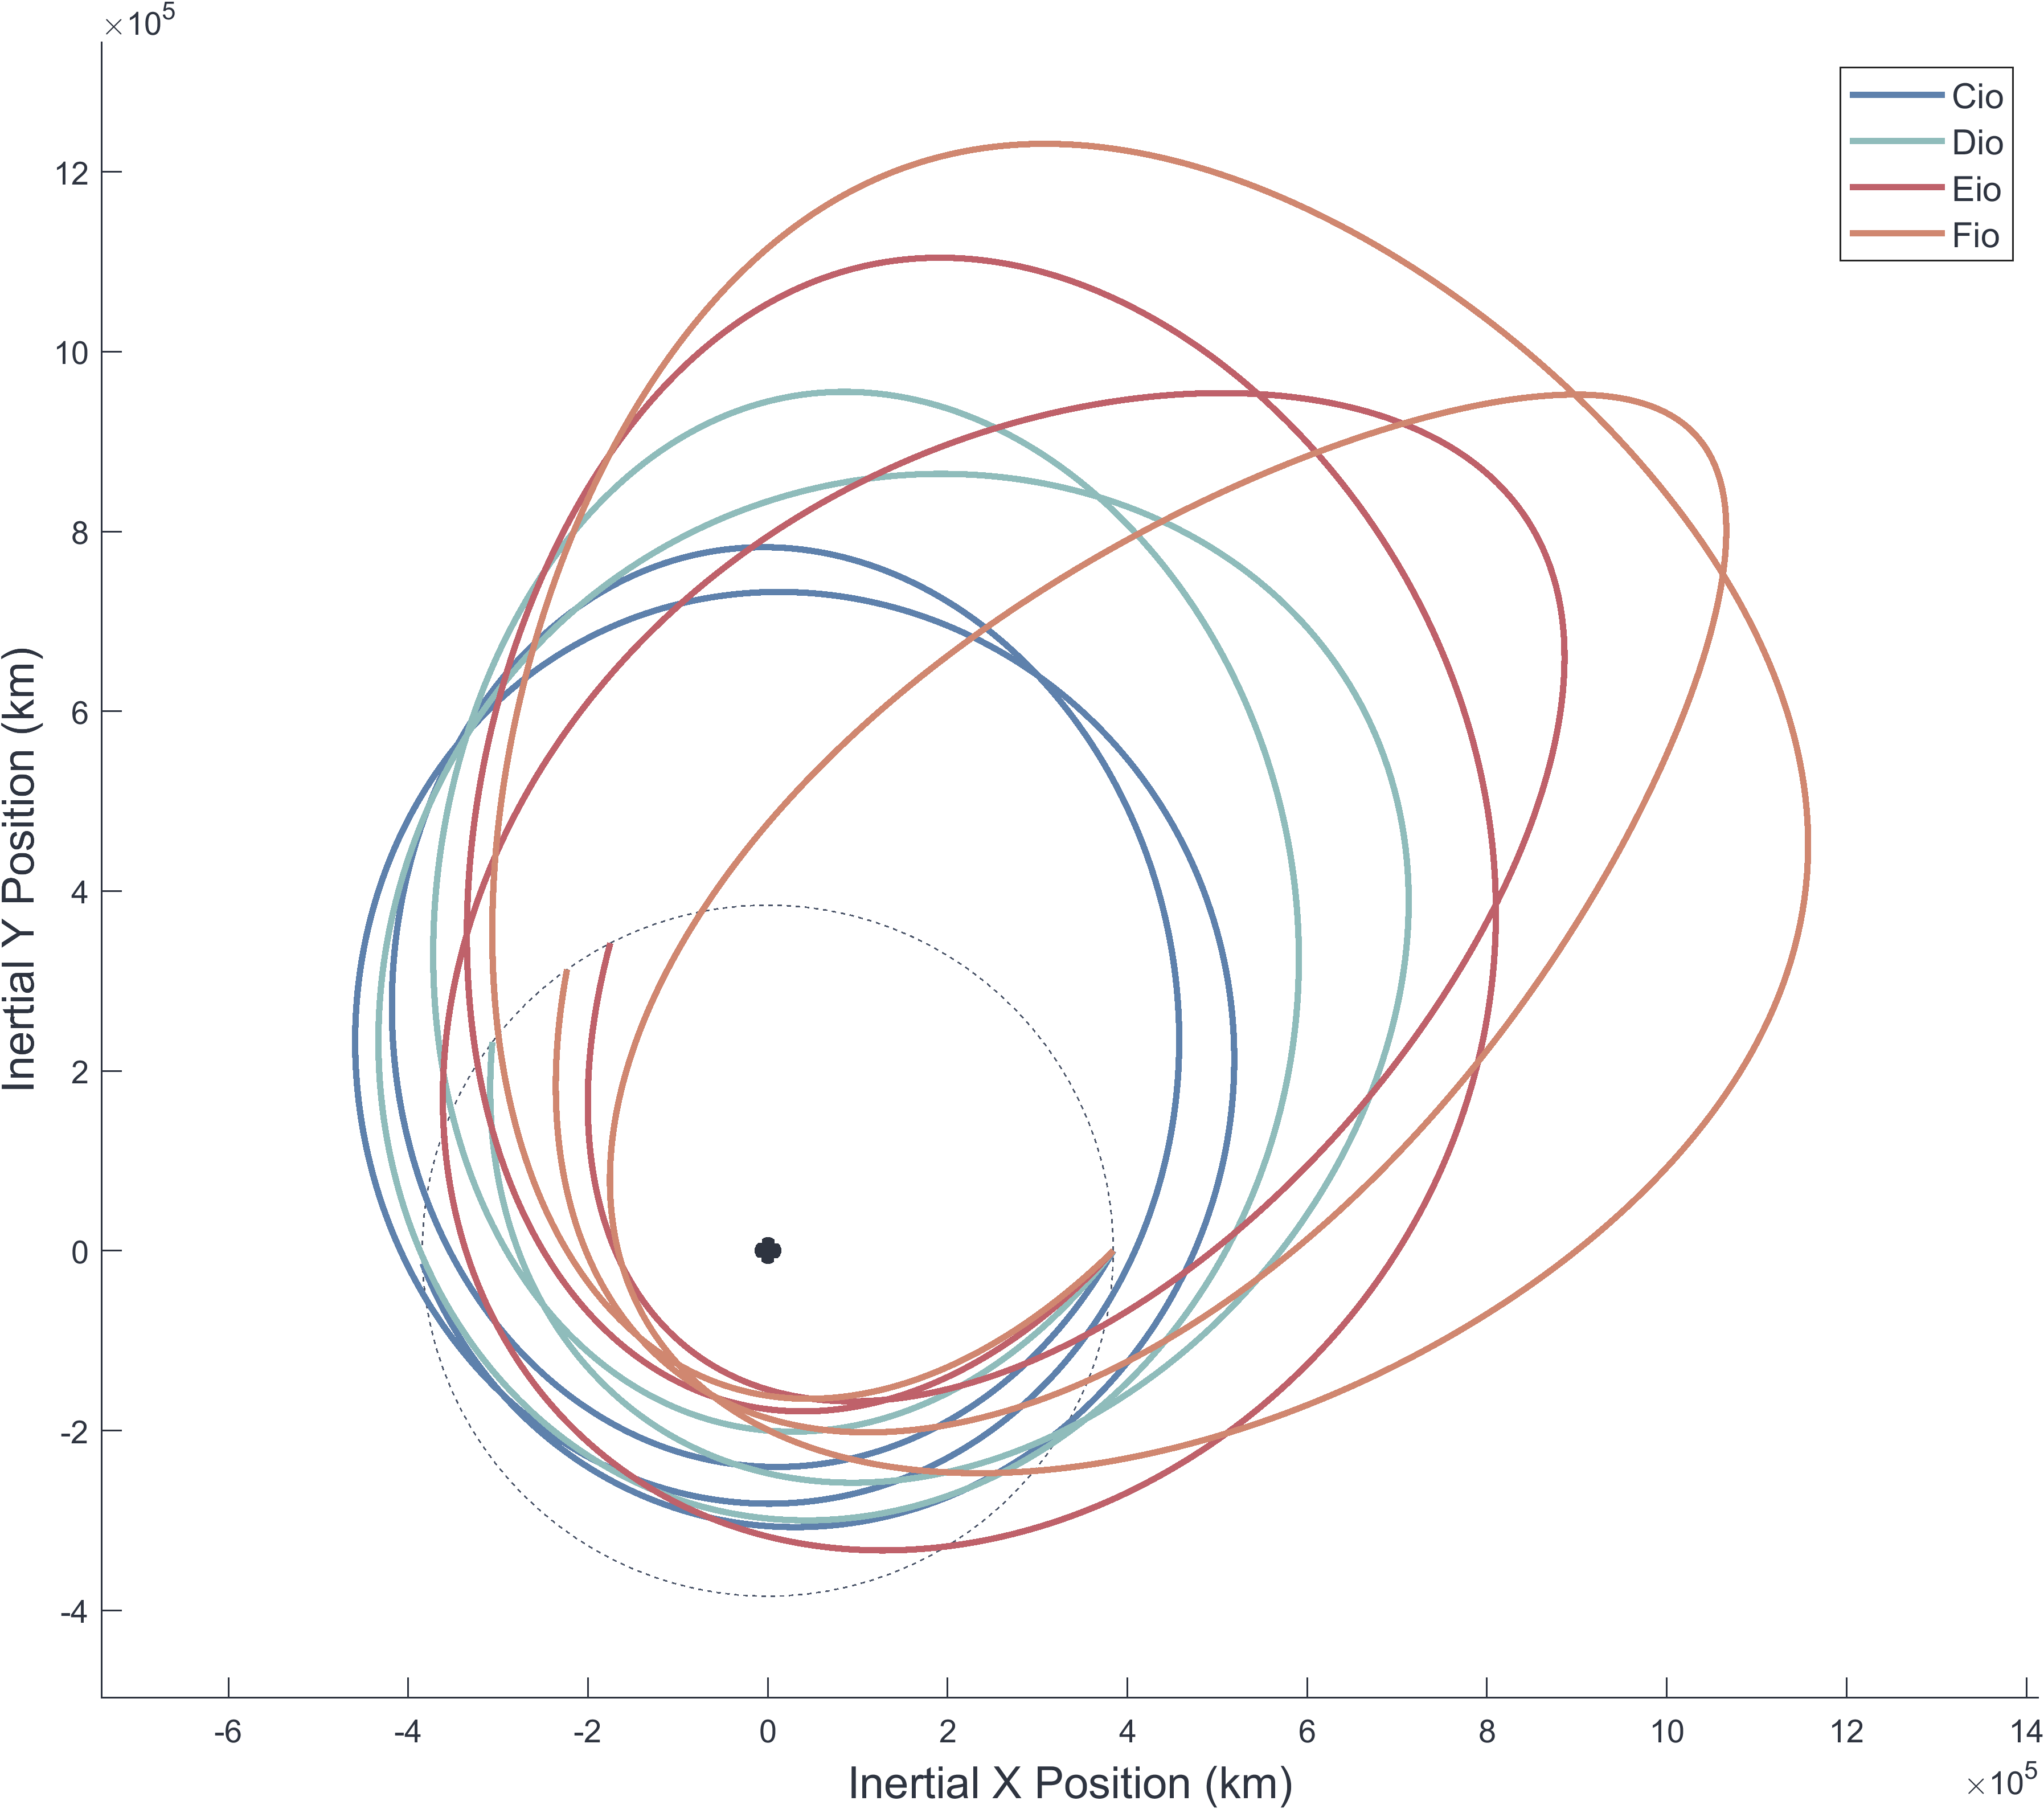 ×10⁵
Cio
Dio
Eio
Fio
12
10
8
6
4
2
0
-2
-4
Inertial Y Position (km)
-6 -4 -2 0 2 4 6 8 10 12 14
Inertial X Position (km)
×10⁵